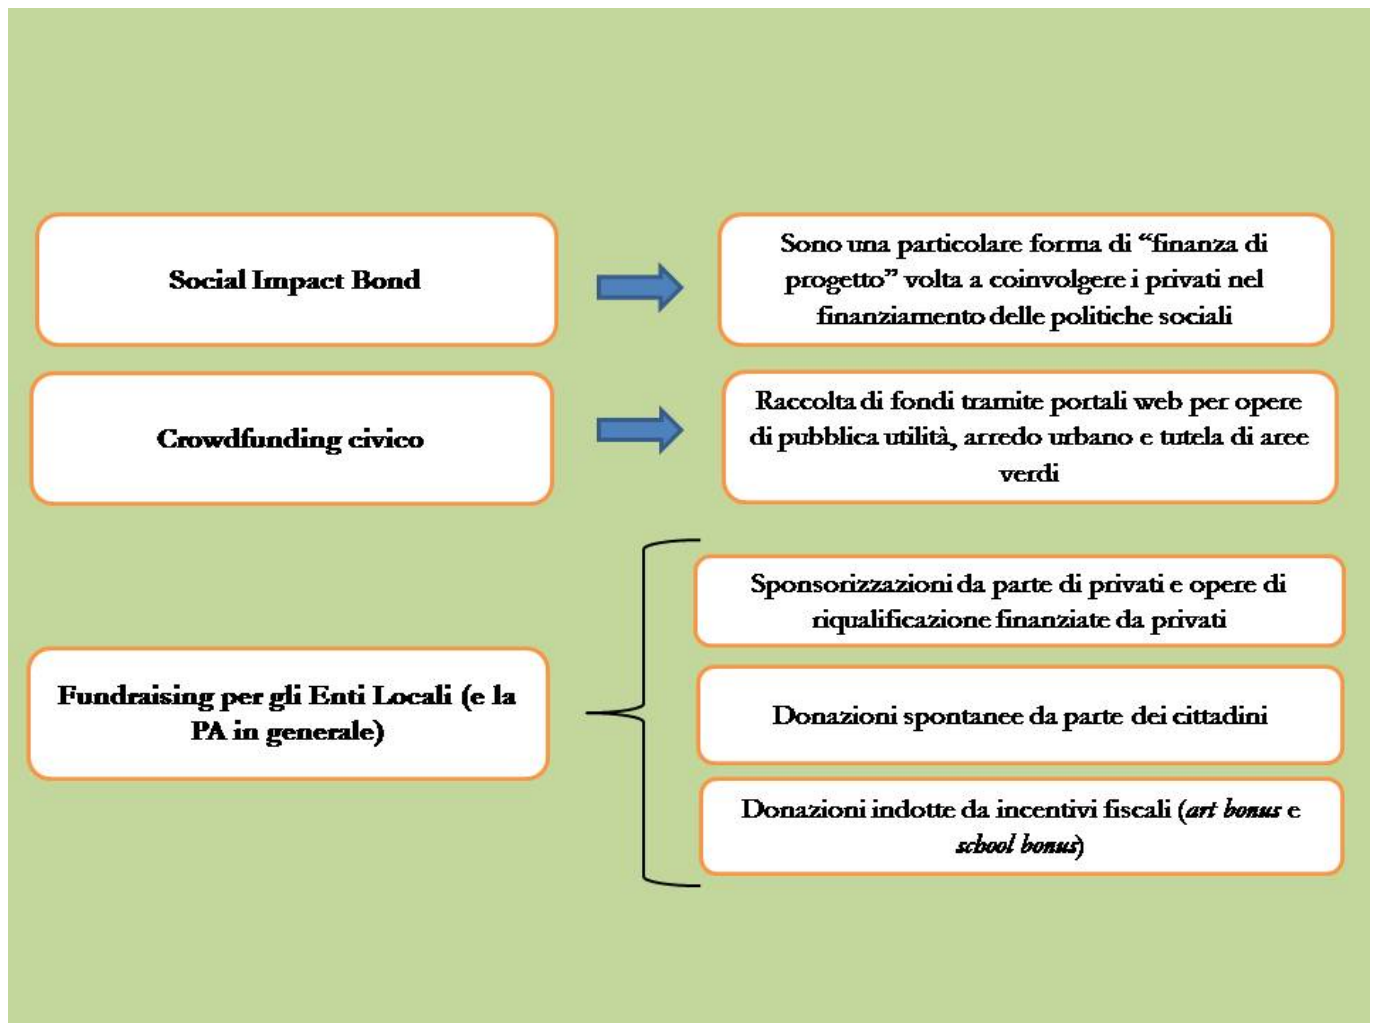 Social Impact Bond
Sono una particolare forma di “finanza di
progetto” volta a coinvolgere i privati nel
finanziamento delle politiche sociali
Crowdfunding civico
Raccolta di fondi tramite portali web per opere
di pubblica utilità, arredo urbano e tutela di aree
verdi
Fundraising per gli Enti Locali (e la
PA in generale)
Sponsorizzazioni da parte di privati e opere di
riqualificazione finanziate da privati
Donazioni spontanee da parte dei cittadini
Donazioni indotte da incentivi fiscali (art bonus e
school bonus)